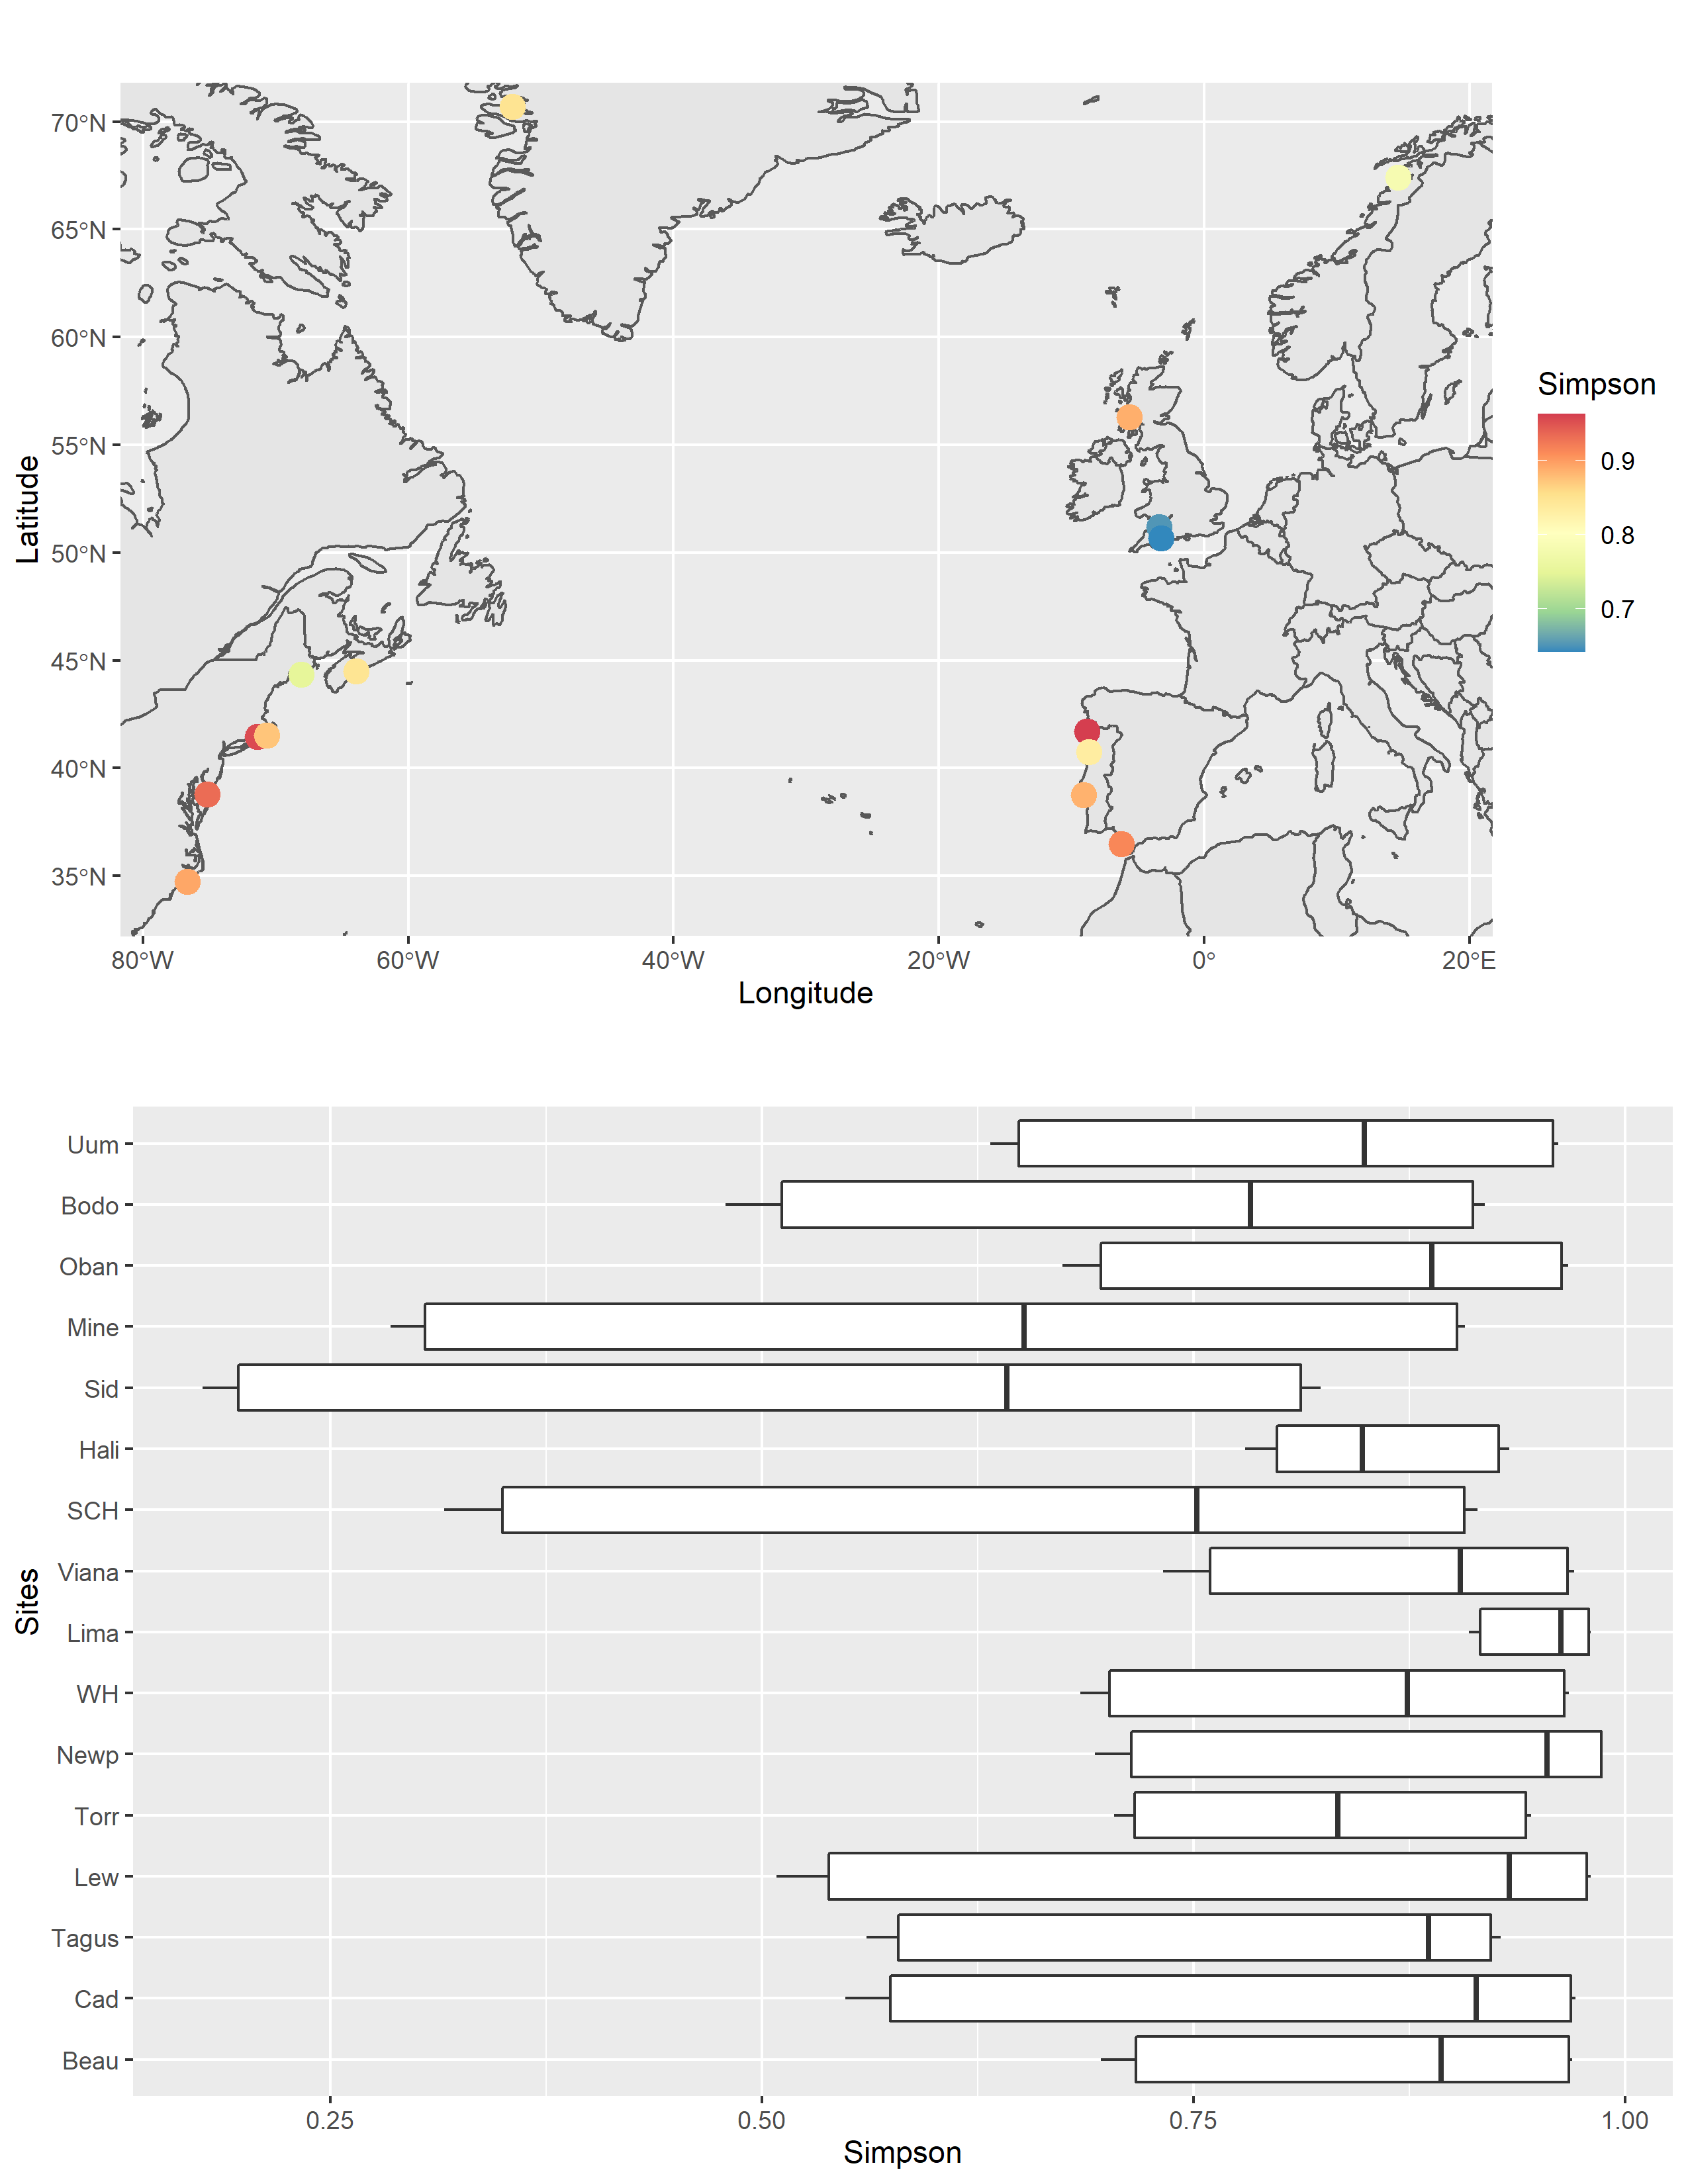 70°N
65°N
60°N
55°N
50°N
45°N
40°N
35°N
Latitude
80°W 60°W 40°W 20°W 0° 20°E
Longitude
Simpson
0.9
0.8
0.7
Uum
Bodo
Oban
Mine
Sid
Hali
SCH
Viana
Lima
WH
Newp
Torr
Lew
Tagus
Cad
Beau
Sites
0.25 0.50 0.75 1.00
Simpson